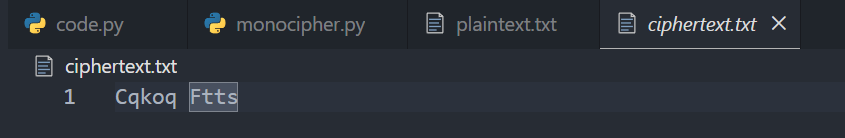 code.py monocipher.py plaintext.txt ciphertext.txt
ciphertext.txt
1 Cqkoq Ftts